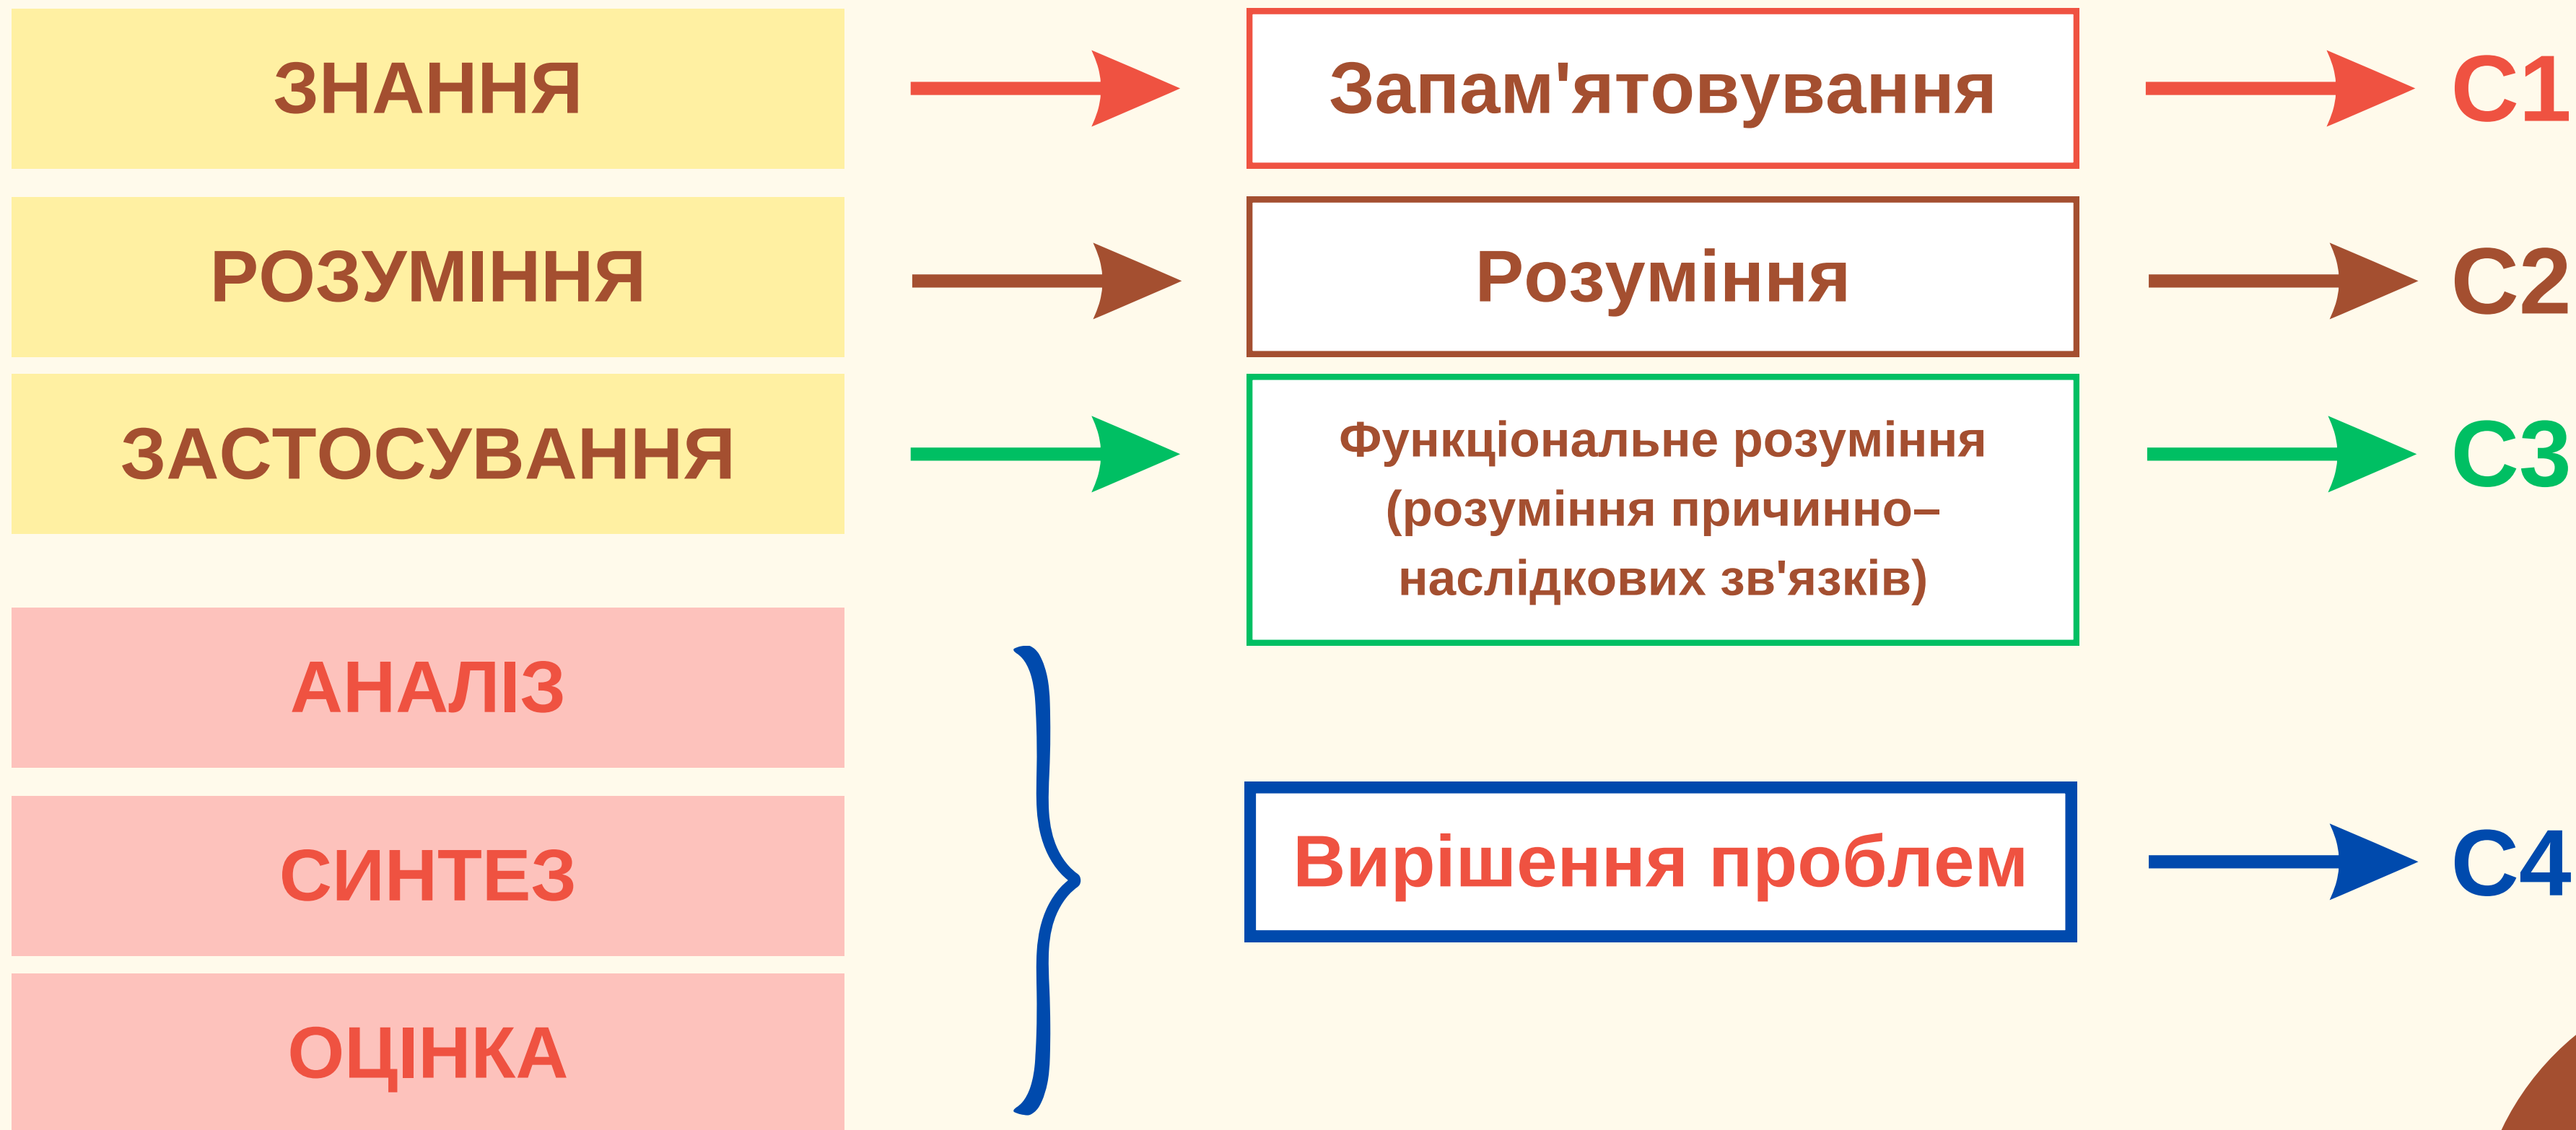 ЗНАННЯ
Запам'ятовування
С1
РОЗУМІННЯ
Розуміння
С2
ЗАСТОСУВАННЯ
Функціональне розуміння
(розуміння причинно–
наслідкових зв'язків)
С3
АНАЛІЗ
СИНТЕЗ
Вирішення проблем
С4
ОЦІНКА